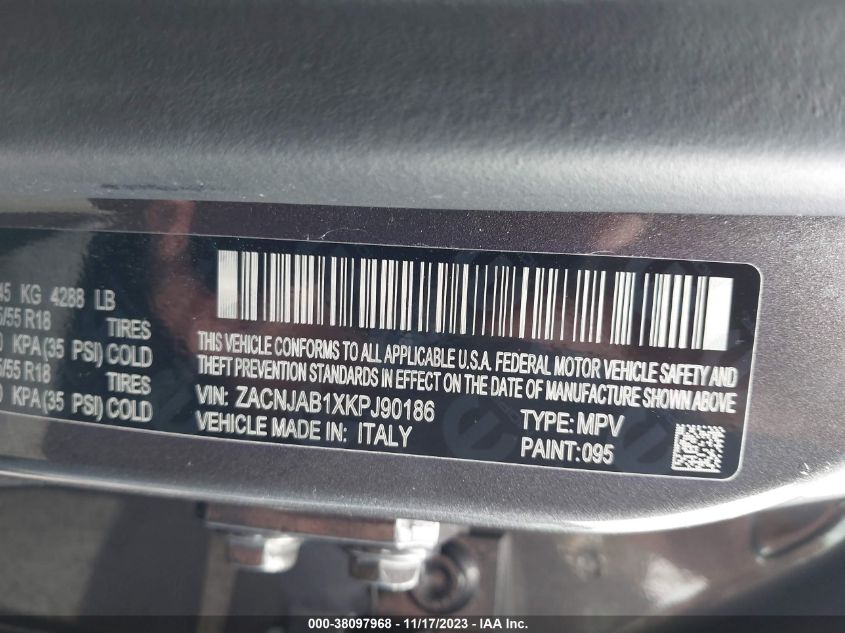 45 KG 4288 LB
5/55 R18 TIRES
0 KPA(35 PSI) COLD
5/55 R18 TIRES
0 KPA(35 PSI) COLD
THIS VEHICLE CONFORMS TO ALL APPLICABLE U.S.A. FEDERAL MOTOR VEHICLE SAFETY AND
THEFT PREVENTION STANDARDS IN EFFECT ON THE DATE OF MANUFACTURE SHOWN ABOVE
VIN: ZACNJAB1XKPJ90186 TYPE: MPV
VEHICLE MADE IN: ITALY PAINT:095
000-38097968 - 11/17/2023 - IAA Inc.